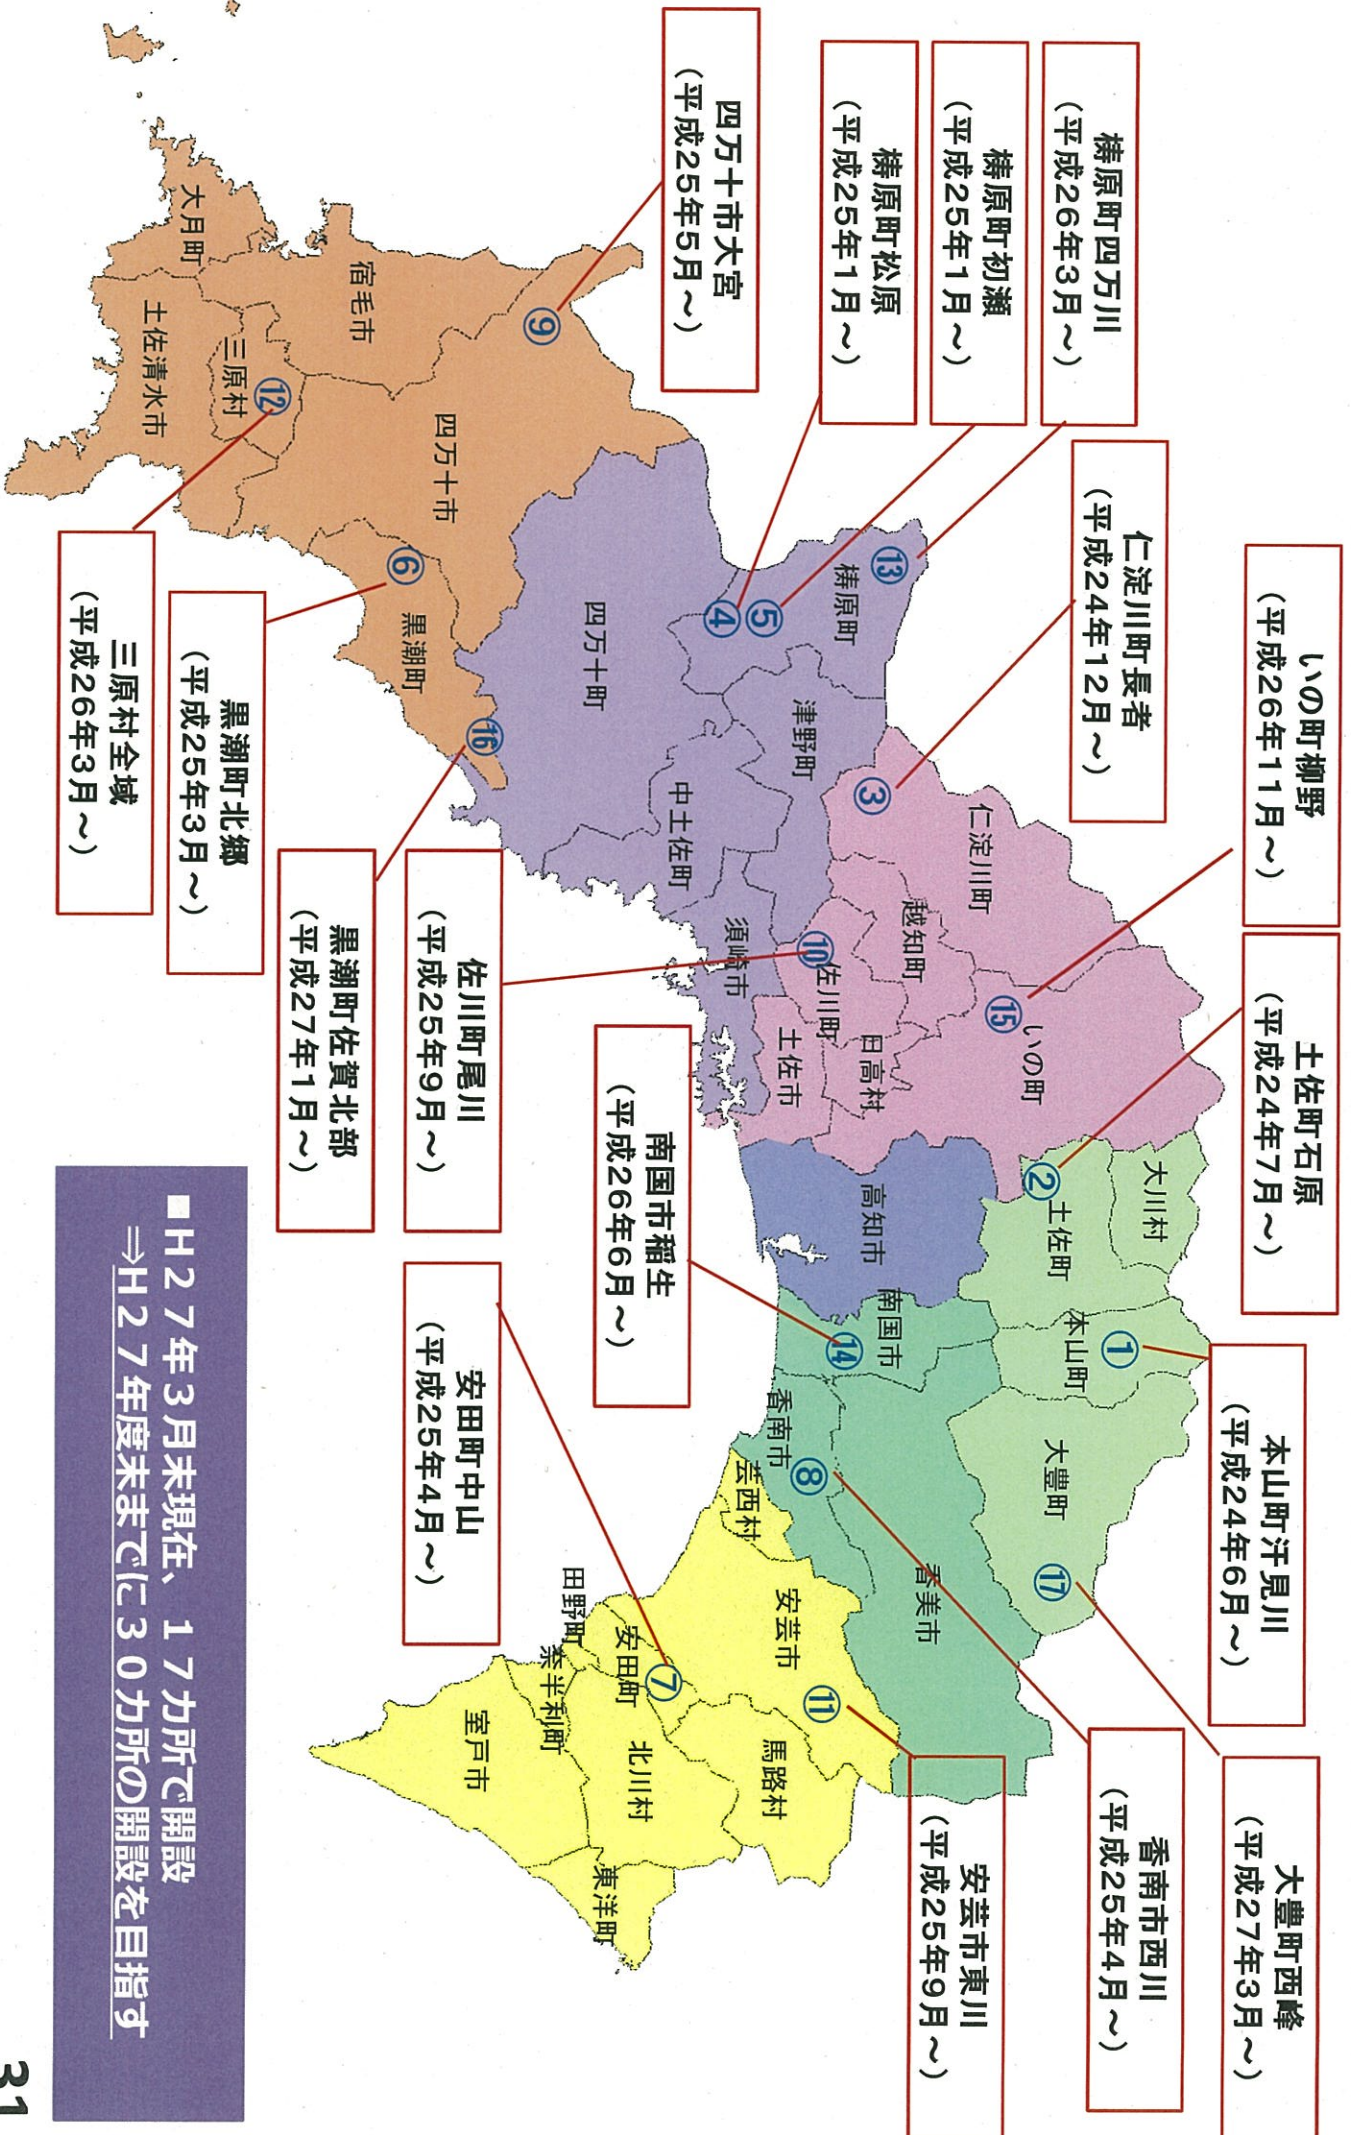 いの町柳野
（平成26年11月～）
土佐町石原
（平成24年7月～）
本山町汗見川
（平成24年6月～）
大豊町西峰
（平成27年3月～）
梼原町四万川
（平成26年3月～）
仁淀川町長者
（平成24年12月～）
香南市西川
（平成25年4月～）
梼原町初瀬
（平成25年1月～）
安芸市東川
（平成25年9月～）
梼原町松原
（平成25年1月～）
四万十市大宮
（平成25年5月～）
大川村
①
いの町
⑮
②
土佐町
本山町
大豊町
⑰
仁淀川町
越知町
⑬
梼原町
③
日高村
高知市
南国市
⑭
香美市
⑤
④
津野町
⑩
佐川町
土佐市
香南市
⑧
芸西村
安芸市
⑪
馬路村
中土佐町
須崎市
四万十町
⑦
安田町
田野町
奈半利町
北川村
東洋町
室戸市
⑨
四万十市
宿毛市
⑥
黒潮町
⑯
⑫
三原村
土佐清水市
大月町
南国市稲生
（平成26年6月～）
佐川町尾川
（平成25年9月～）
安田町中山
（平成25年4月～）
黒潮町佐賀北部
（平成27年1月～）
黒潮町北郷
（平成25年3月～）
三原村全域
（平成26年3月～）
■H27年3月末現在、17カ所で開設
⇒H27年度末までに30カ所の開設を目指す
31